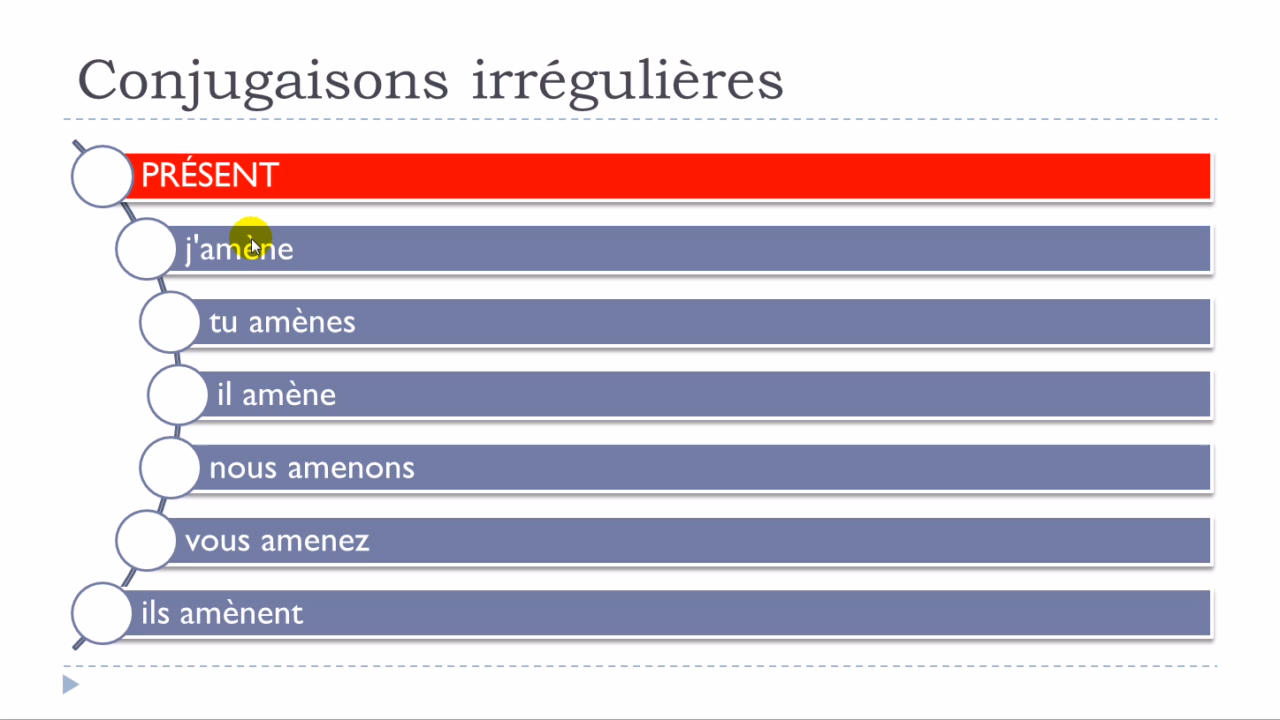 Conjugaisons irrégulières
PRÉSENT
j'amène
tu amènes
il amène
nous amenons
vous amenez
ils amènent